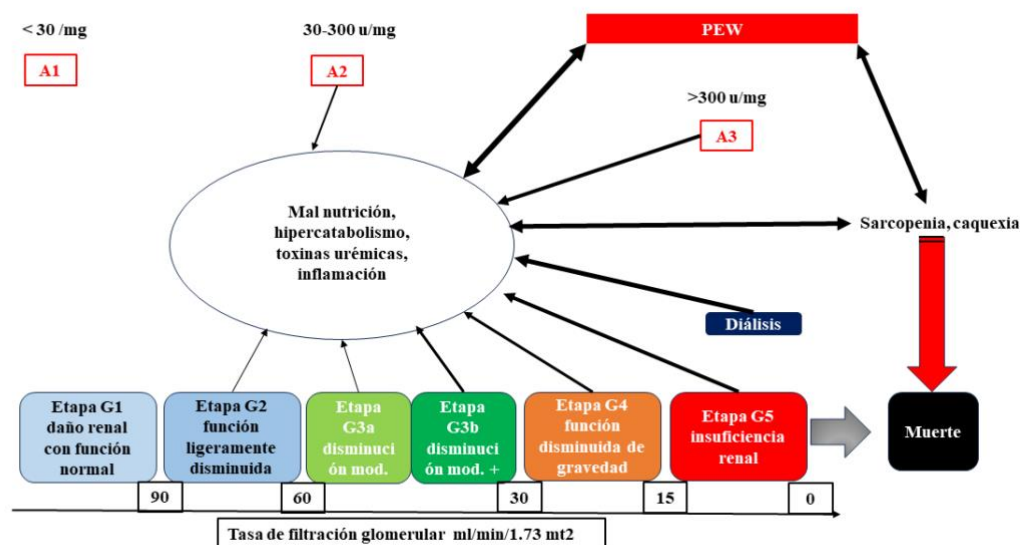 < 30 /mg
A1
30-300 u/mg
A2
PEW
>300 u/mg
A3
Mal nutrición,
hipercatabolismo,
toxinas urémicas,
inflamación
Sarcopenia, caquexia
Diálisis
Etapa G1
daño renal
con función
normal
Etapa G2
función
ligeramente
disminuida
Etapa
G3a
disminuci
ón mod.
Etapa
G3b
disminuci
ón mod. +
Etapa G4
función
disminuida de
gravedad
Etapa G5
insuficiencia
renal
Muerte
90
60
30
15
0
Tasa de filtración glomerular ml/min/1.73 mt2